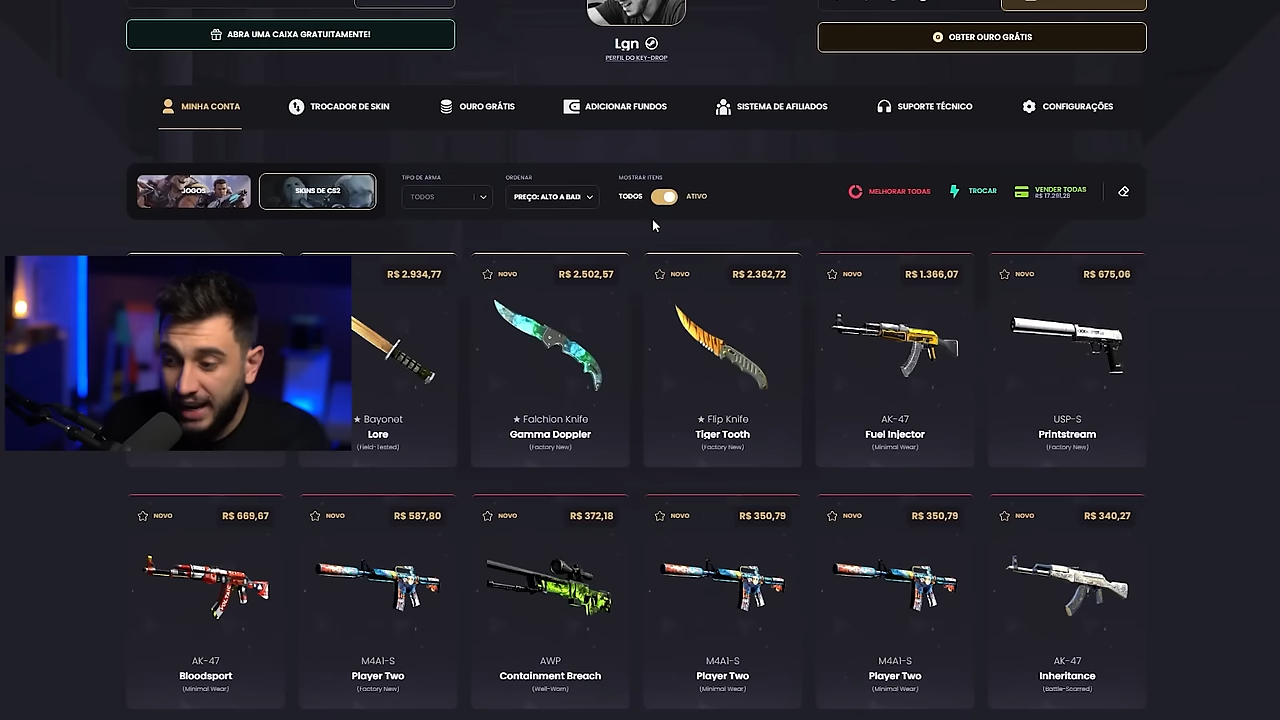 ABRA UMA CAIXA GRATUITAMENTE!
Lgn
PERFIL DO KEY-DROP
OBTER OURO GRÁTIS
MINHA CONTA
TROCADOR DE SKIN
OURO GRÁTIS
ADICIONAR FUNDOS
SISTEMA DE AFILIADOS
SUPORTE TÉCNICO
CONFIGURAÇÕES
JOGOS
SKINS DE CS2
TIPO DE ARMA
TODOS
ORDENAR
PREÇO: ALTO A BAIX
MOSTRAR ITENS
TODOS
ATIVO
MELHORAR TODAS
TROCAR
VENDER TODAS
R$ 17.281,28
R$ 2.934,77
★ Bayonet
Lore
(Field-Tested)
NOVO R$ 2.502,57
★ Falchion Knife
Gamma Doppler
(Factory New)
NOVO R$ 2.362,72
★ Flip Knife
Tiger Tooth
(Factory New)
NOVO R$ 1.366,07
AK-47
Fuel Injector
(Minimal Wear)
NOVO R$ 675,06
USP-S
Printstream
(Factory New)
NOVO R$ 669,67
AK-47
Bloodsport
(Minimal Wear)
NOVO R$ 587,80
M4A1-S
Player Two
(Factory New)
NOVO R$ 372,18
AWP
Containment Breach
(Well-Worn)
NOVO R$ 350,79
M4A1-S
Player Two
(Minimal Wear)
NOVO R$ 350,79
M4A1-S
Player Two
(Minimal Wear)
NOVO R$ 340,27
AK-47
Inheritance
(Battle-Scarred)